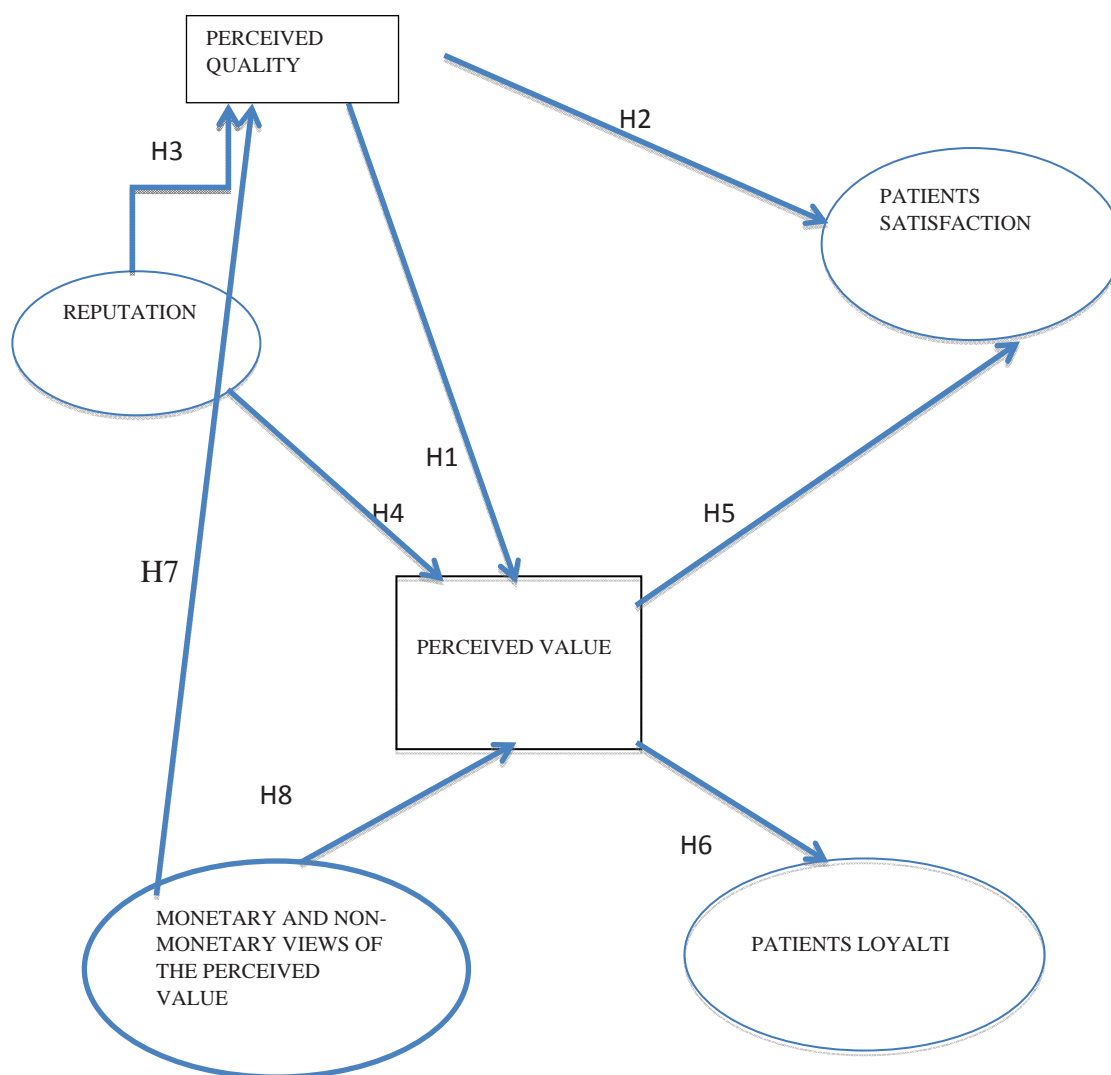 PERCEIVED
QUALITY
H2
H3
PATIENTS
SATISFACTION
REPUTATION
H1
H4
H5
H7
PERCEIVED VALUE
H8
H6
MONETARY AND NON-
MONETARY VIEWS OF
THE PERCEIVED
VALUE
PATIENTS LOYALTI